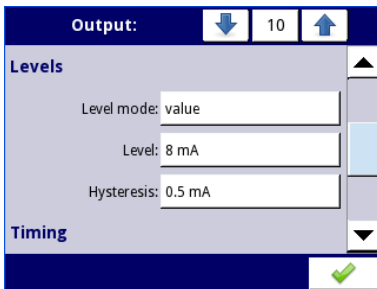 Output: 10
Levels
Level mode: value
Level: 8 mA
Hysteresis: 0.5 mA
Timing